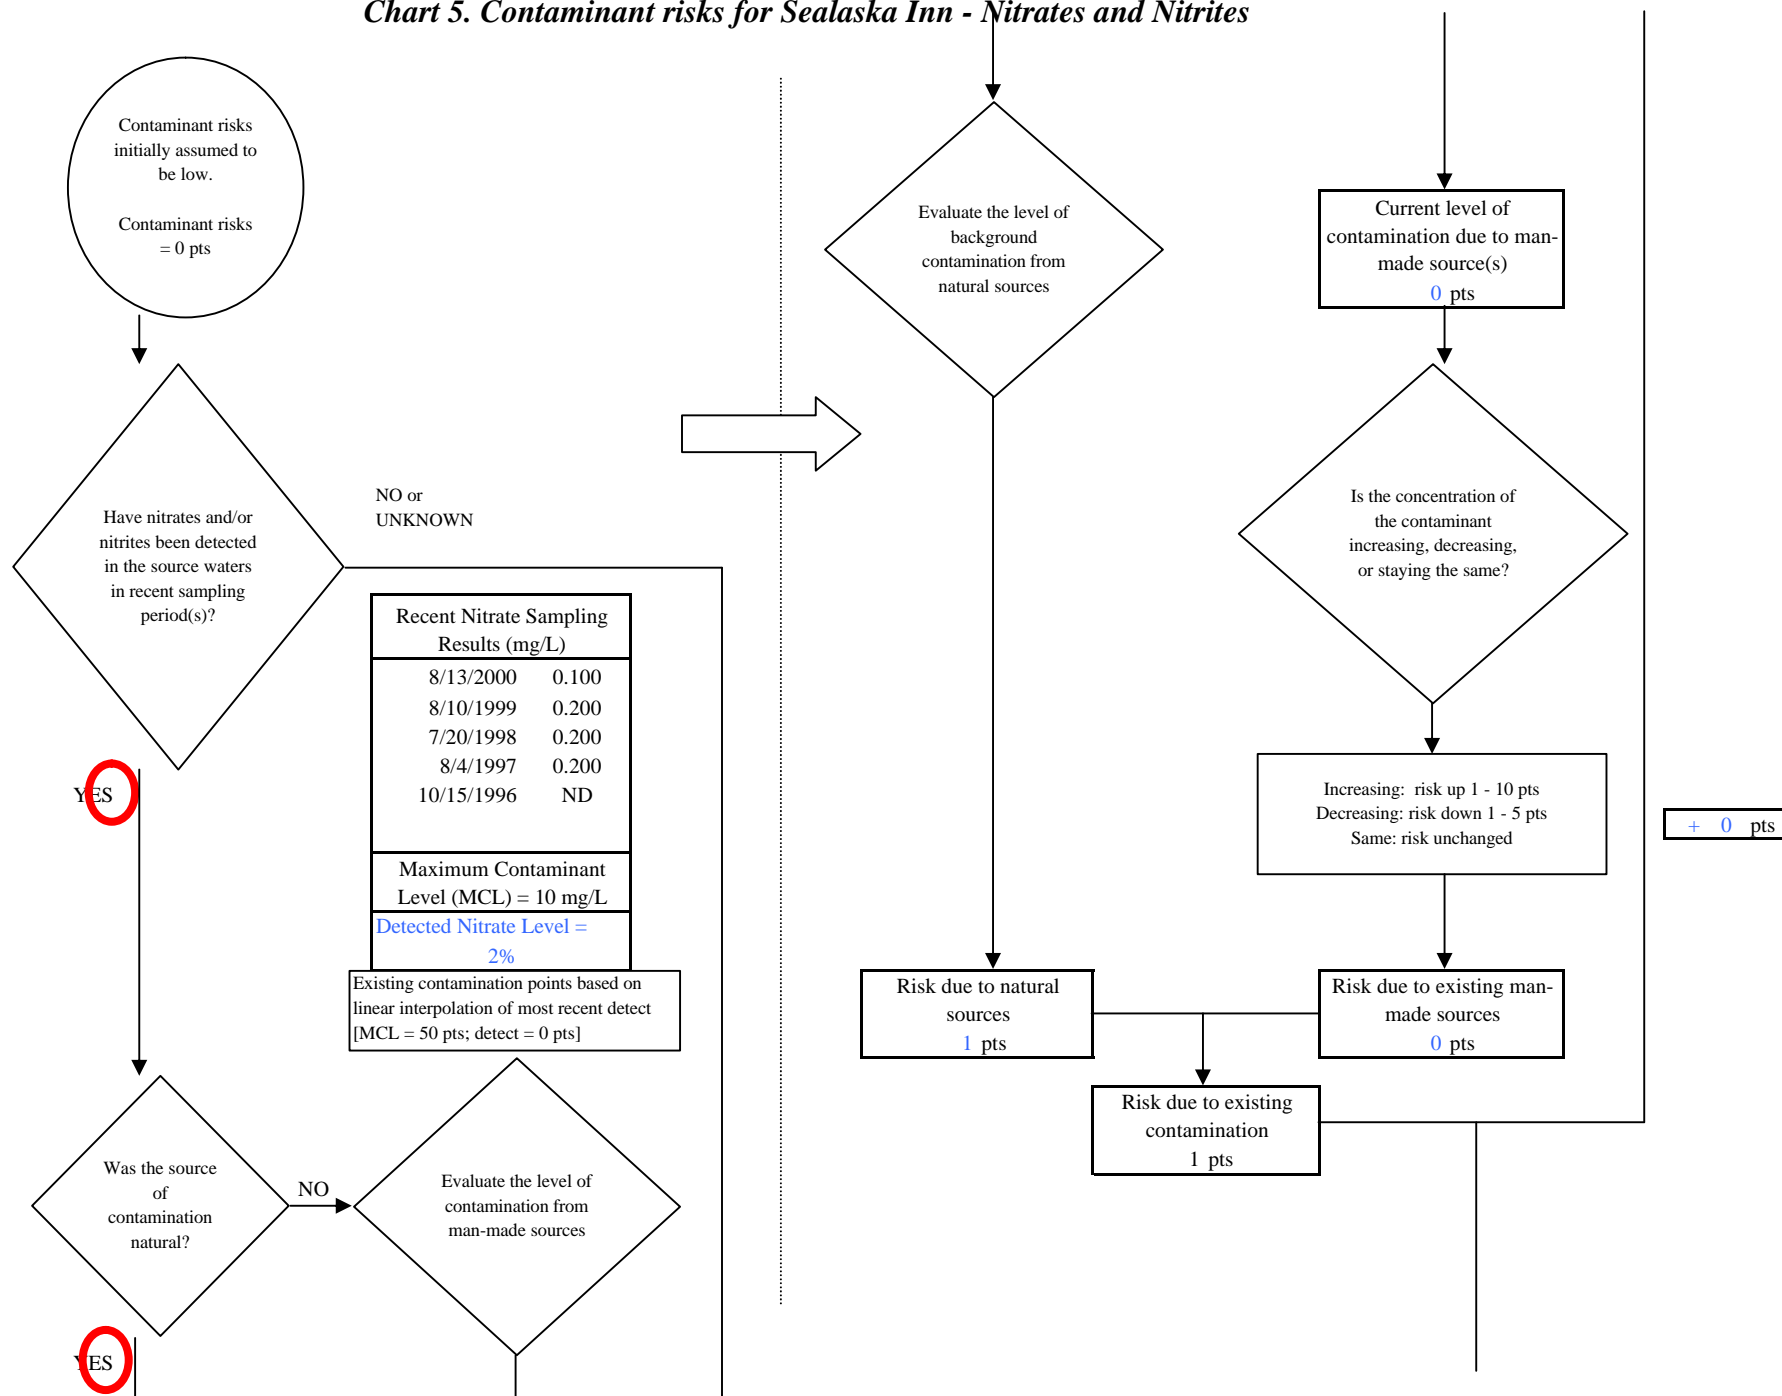 Chart 5. Contaminant risks for Sealaska Inn - Nitrates and Nitrites
Contaminant risks
initially assumed to
be low.
Contaminant risks
= 0 pts
Have nitrates and/or
nitrites been detected
in the source waters
in recent sampling
period(s)?
NO or
UNKNOWN
YES
Recent Nitrate Sampling
Results (mg/L)
8/13/2000 0.100
8/10/1999 0.200
7/20/1998 0.200
8/4/1997 0.200
10/15/1996 ND
Maximum Contaminant
Level (MCL) = 10 mg/L
Detected Nitrate Level =
2%
Existing contamination points based on
linear interpolation of most recent detect
[MCL = 50 pts; detect = 0 pts]
Was the source
of
contamination
natural?
NO
YES
Evaluate the level of
contamination from
man-made sources
Evaluate the level of
background
contamination from
natural sources
Current level of
contamination due to man-
made source(s)
0 pts
Is the concentration of
the contaminant
increasing, decreasing,
or staying the same?
Increasing: risk up 1 - 10 pts
Decreasing: risk down 1 - 5 pts
Same: risk unchanged
+ 0 pts
Risk due to natural
sources
1 pts
Risk due to existing man-
made sources
0 pts
Risk due to existing
contamination
1 pts